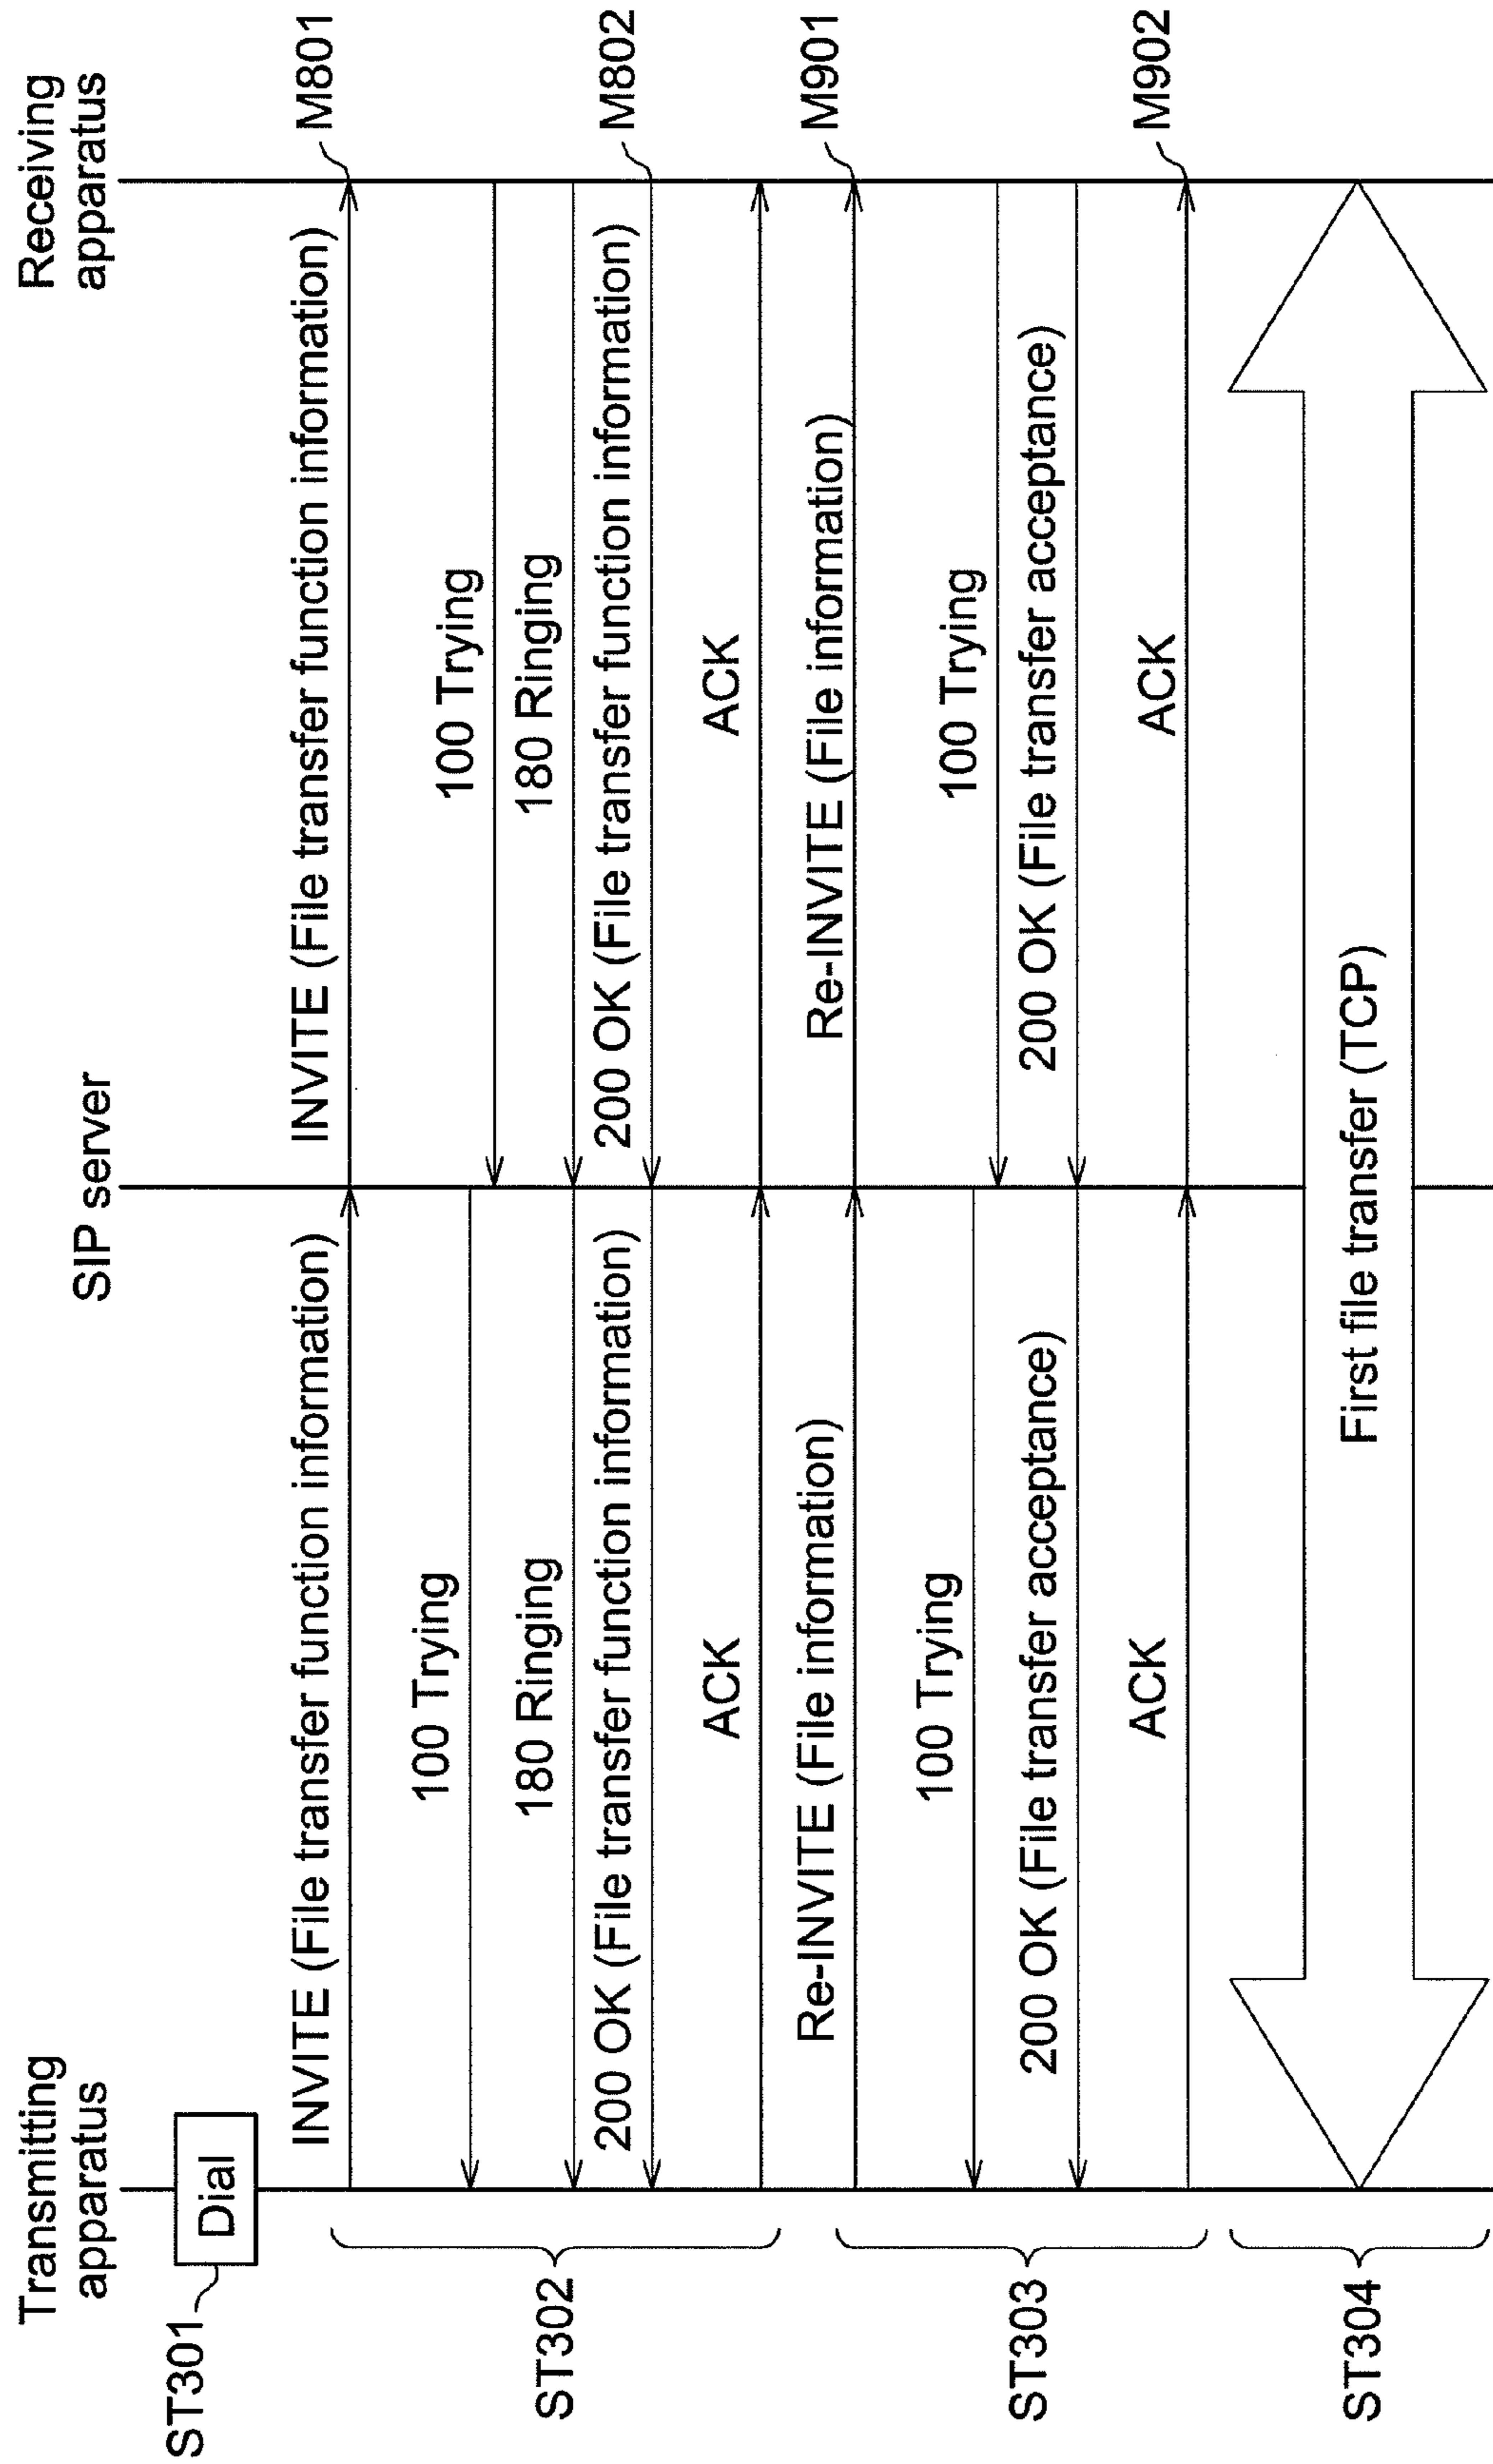 Transmitting
apparatus
SIP server
Receiving
apparatus
ST301
Dial
INVITE (File transfer function information)
INVITE (File transfer function information)
M801
100 Trying
100 Trying
180 Ringing
180 Ringing
200 OK (File transfer function information)
200 OK (File transfer function information)
M802
ST302
ACK
ACK
Re-INVITE (File information)
Re-INVITE (File information)
M901
100 Trying
100 Trying
200 OK (File transfer acceptance)
200 OK (File transfer acceptance)
ST303
ACK
ACK
M902
First file transfer (TCP)
ST304